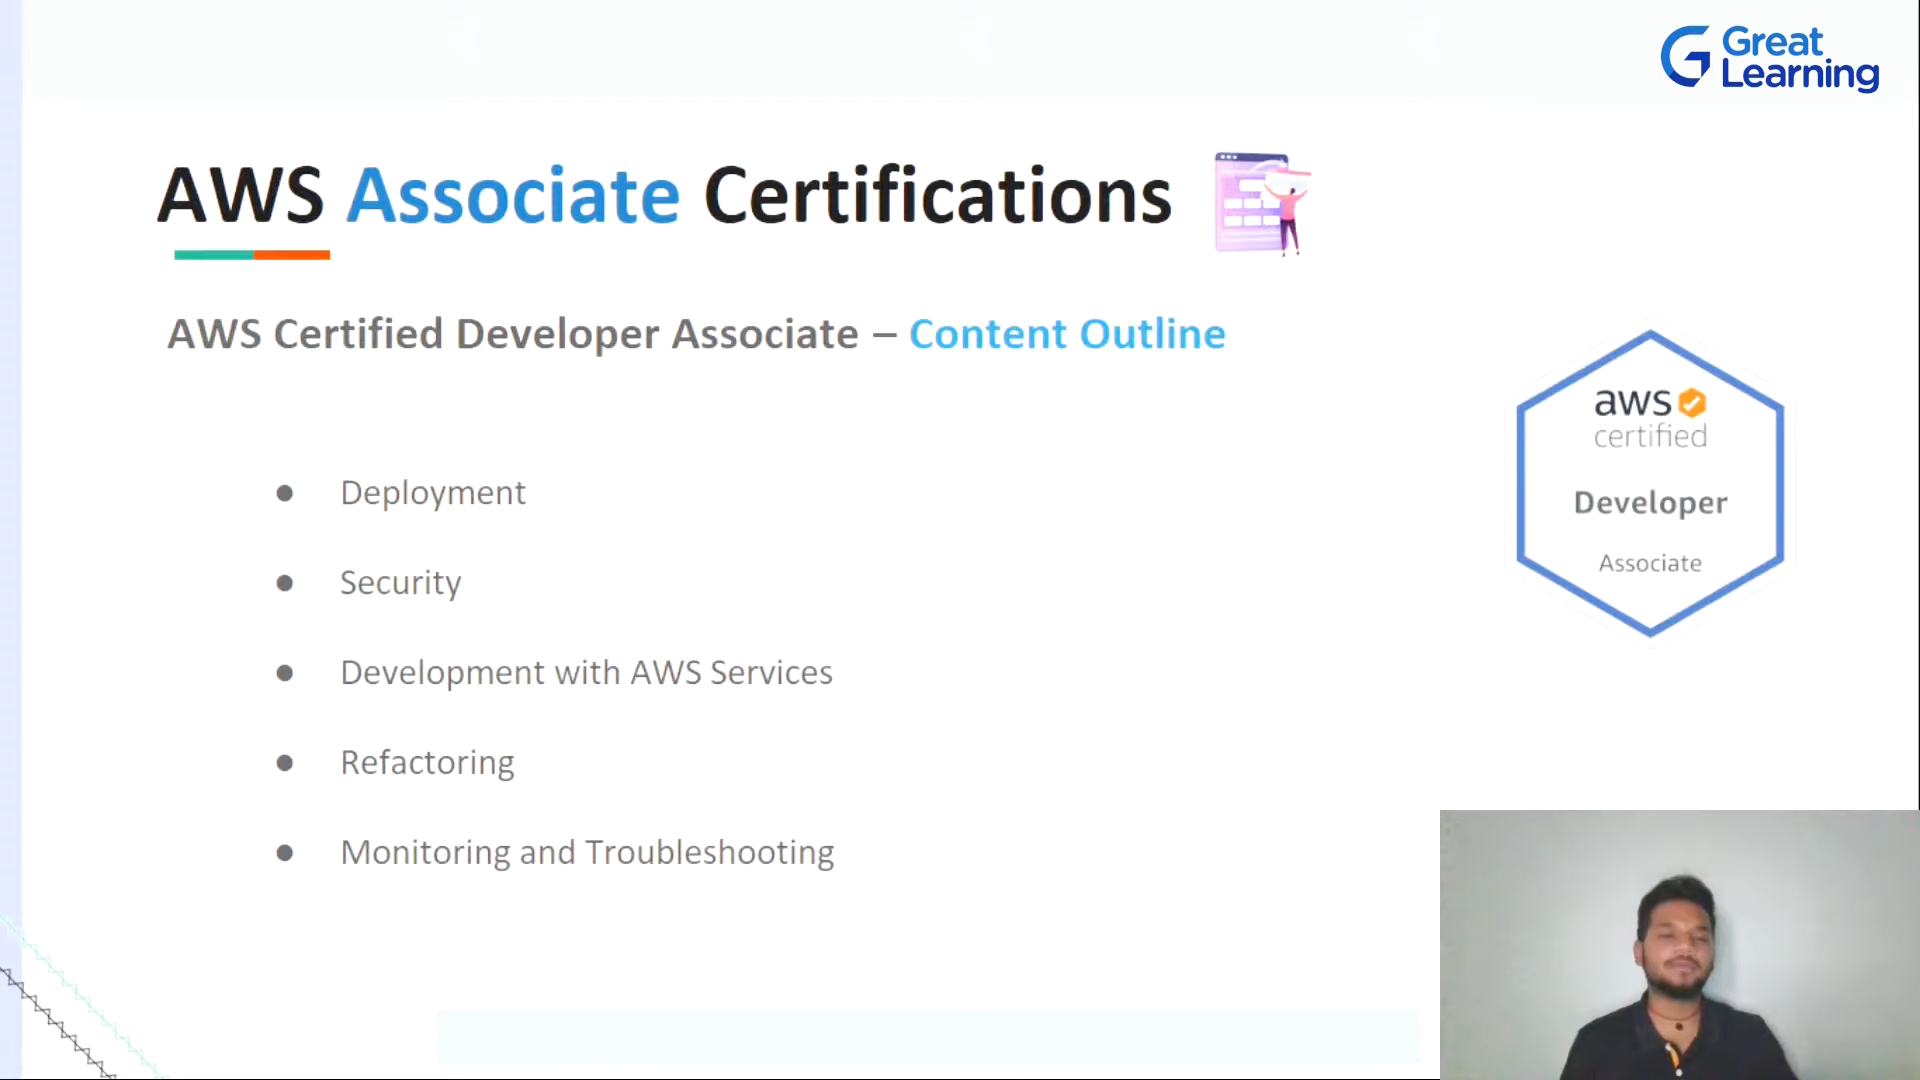 Great
Learning
AWS Associate Certifications
AWS Certified Developer Associate – Content Outline
● Deployment
● Security
● Development with AWS Services
● Refactoring
● Monitoring and Troubleshooting
aws
certified
Developer
Associate